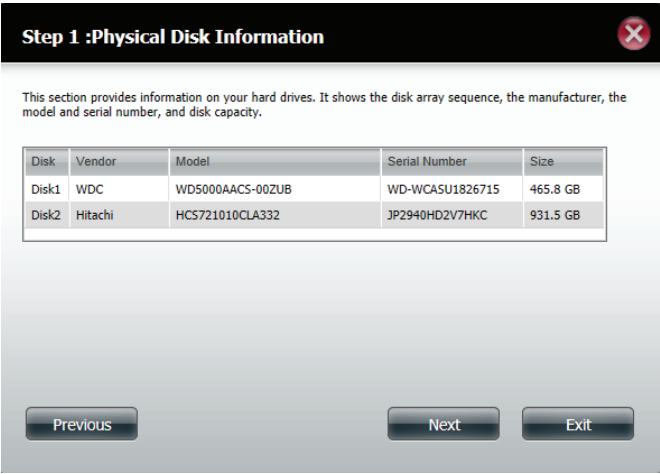 Step 1 :Physical Disk Information
This section provides information on your hard drives. It shows the disk array sequence, the manufacturer, the
model and serial number, and disk capacity.
Disk Vendor Model Serial Number Size
Disk1 WDC WD5000AACS-00ZUB WD-WCASU1826715 465.8 GB
Disk2 Hitachi HCS721010CLA332 JP2940HD2V7HKC 931.5 GB
Previous Next Exit